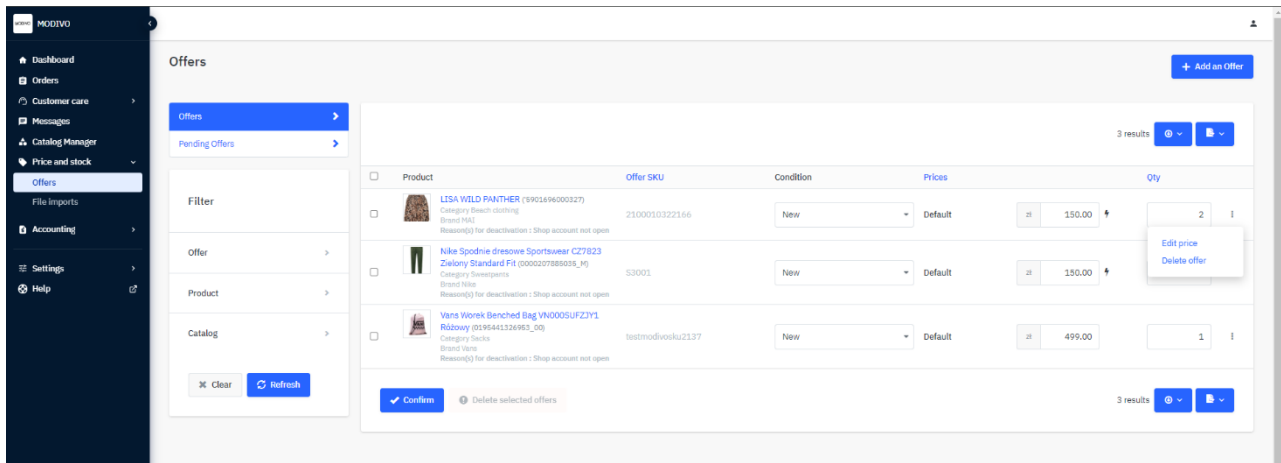 MODIVO MODIVO
Dashboard
Orders
Customer care
Messages
Catalog Manager
Price and stock
Offers
File imports
Accounting
Settings
Help
Offers
+ Add an Offer
Offers
Pending Offers
Filter
Offer
Product
Catalog
Clear
Refresh
3 results
Product Offer SKU Condition Prices Qty
LISA WILD PANTHER (5901696000327)
Category Beech clothing
Brand MAI
Reason(s) for deactivation : Shop account not open
2100010322166
New
Default
zł 150.00
2
Edit price
Delete offer
Nike Spodnie dresowe Sportswear CZ7823
Zielony Standard Fit (0000207885035_M)
Category Sweatpants
Brand Nike
Reason(s) for deactivation : Shop account not open
S3001
New
Default
zł 150.00
Vans Worek Benched Bag VN000SUFZJY1
Różowy (0195441326953_00)
Category Sacks
Brand Vans
Reason(s) for deactivation : Shop account not open
testmodivosku2137
New
Default
zł 499.00
1
Confirm
Delete selected offers
3 results